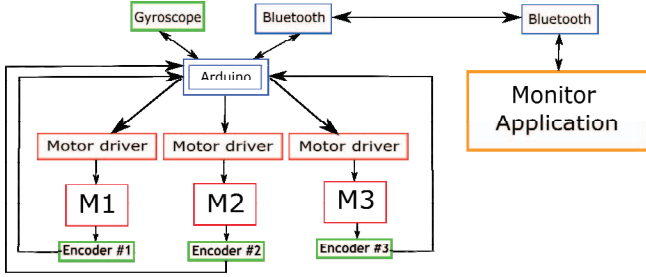 Gyroscope
Bluetooth
Bluetooth
Arduino
Monitor
Application
Motor driver
Motor driver
Motor driver
M1
M2
M3
Encoder #1
Encoder #2
Encoder #3